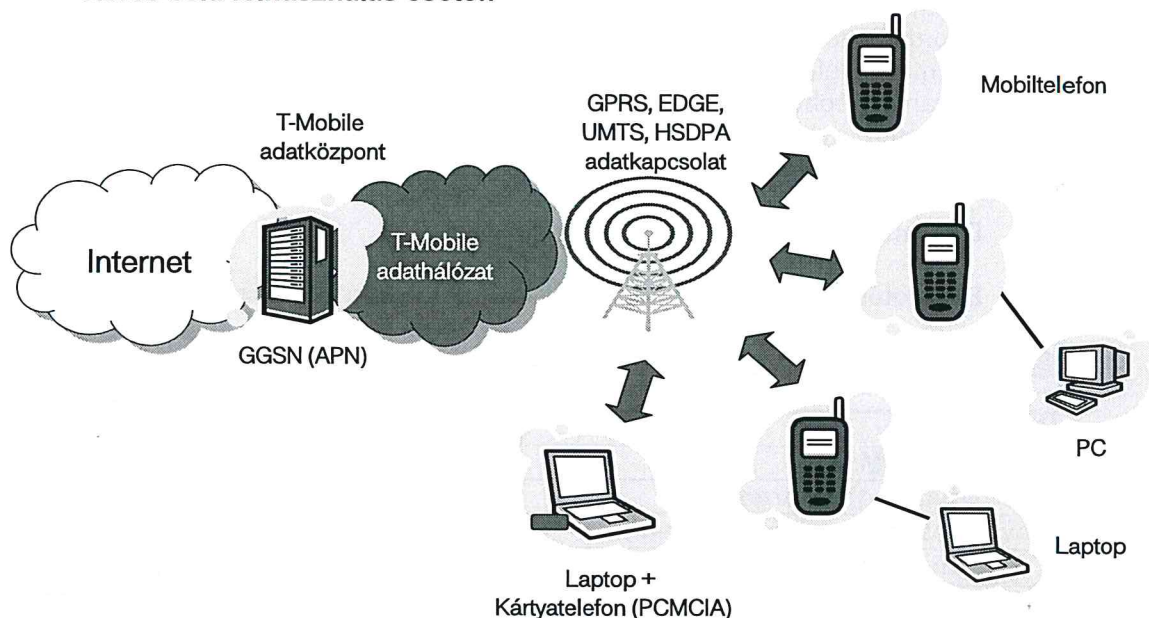 Mobiltelefon
GPRS, EDGE,
UMTS, HSDPA
adatkapcsolat
T-Mobile
adatközpont
Internet
T-Mobile
adathálózat
GGSN (APN)
PC
Laptop
Laptop +
Kártyatelefon (PCMCIA)